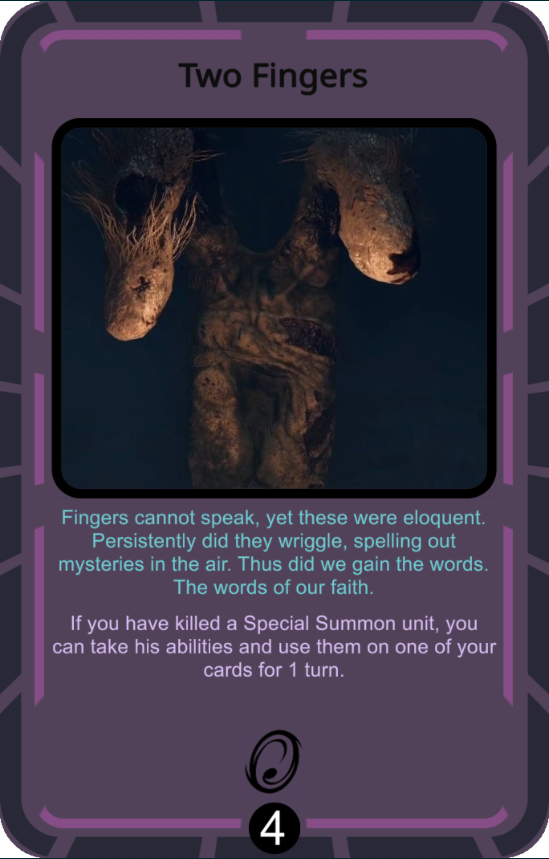 Two Fingers
Fingers cannot speak, yet these were eloquent.
Persistently did they wriggle, spelling out
mysteries in the air. Thus did we gain the words.
The words of our faith.
If you have killed a Special Summon unit, you
can take his abilities and use them on one of your
cards for 1 turn.
4